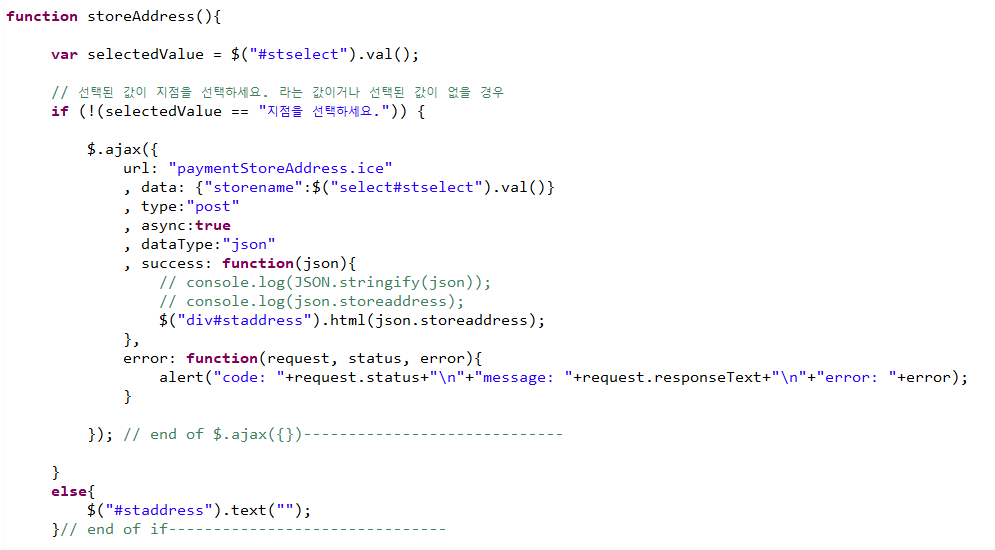 function storeAddress(){
var selectedValue = $("#stselect").val();
// 선택된 값이 지점을 선택하세요. 라는 값이거나 선택된 값이 없을 경우
if (!(selectedValue == "지점을 선택하세요.")) {
$.ajax({
url: "paymentStoreAddress.ice"
, data: {"storename":$("select#stselect").val()}
, type:"post"
, async:true
, dataType:"json"
, success: function(json){
// console.log(JSON.stringify(json));
// console.log(json.storeaddress);
$("div#staddress").html(json.storeaddress);
},
error: function(request, status, error){
alert("code: "+request.status+"\n"+"message: "+request.responseText+"\n"+"error: "+error);
}
}); // end of $.ajax({})-----------------------------
}
else{
$("#staddress").text("");
}// end of if-------------------------------